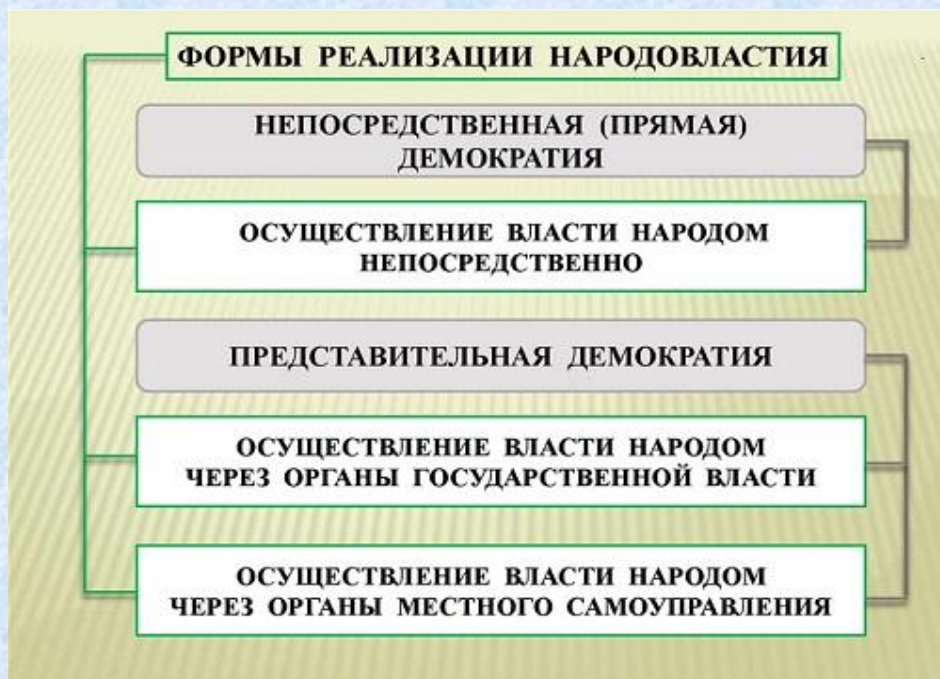 ФОРМЫ РЕАЛИЗАЦИИ НАРОДОВЛАСТИЯ
НЕПОСРЕДСТВЕННАЯ (ПРЯМАЯ)
ДЕМОКРАТИЯ
ОСУЩЕСТВЛЕНИЕ ВЛАСТИ НАРОДОМ
НЕПОСРЕДСТВЕННО
ПРЕДСТАВИТЕЛЬНАЯ ДЕМОКРАТИЯ
ОСУЩЕСТВЛЕНИЕ ВЛАСТИ НАРОДОМ
ЧЕРЕЗ ОРГАНЫ ГОСУДАРСТВЕННОЙ ВЛАСТИ
ОСУЩЕСТВЛЕНИЕ ВЛАСТИ НАРОДОМ
ЧЕРЕЗ ОРГАНЫ МЕСТНОГО САМОУПРАВЛЕНИЯ